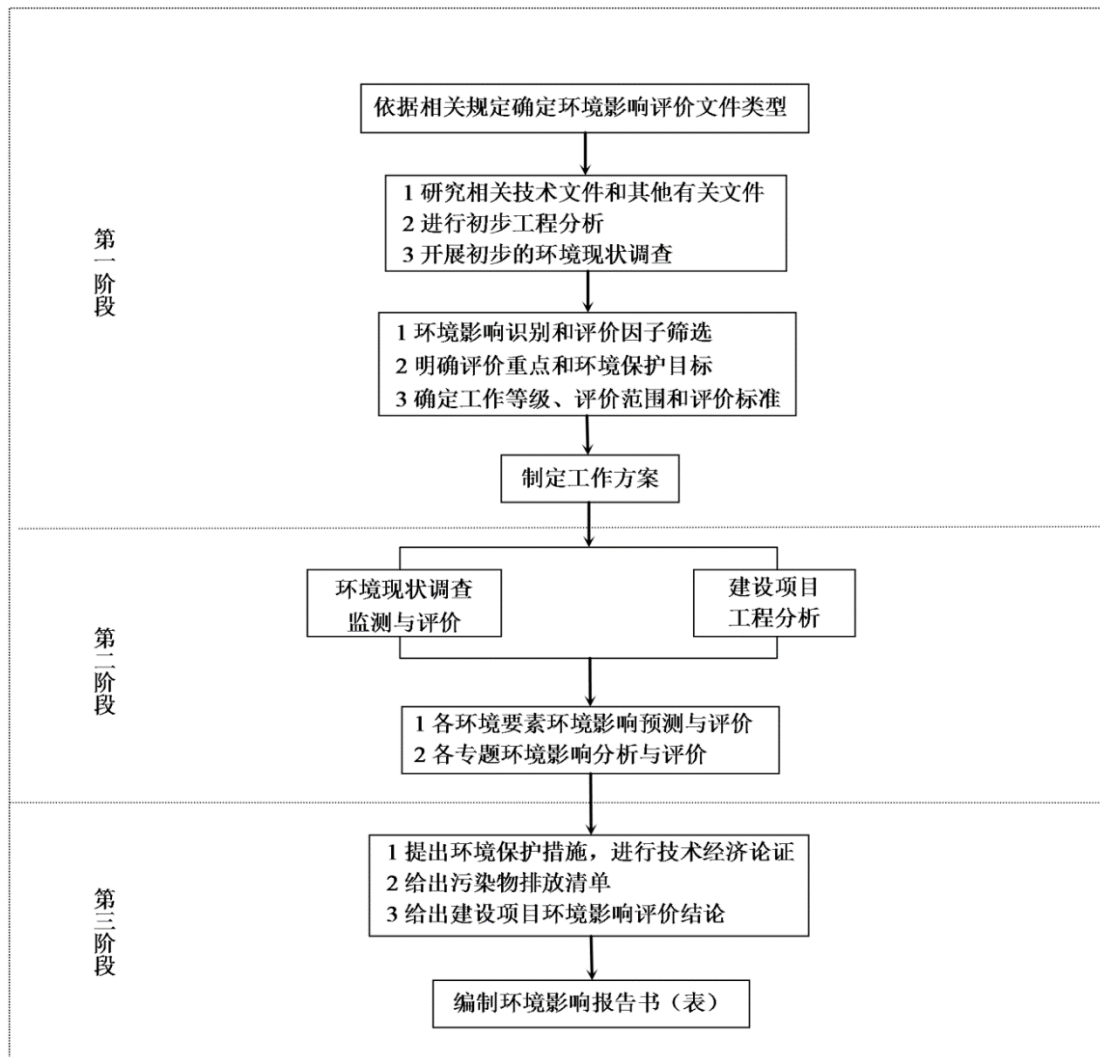 依据相关规定确定环境影响评价文件类型
1 研究相关技术文件和其他有关文件
2 进行初步工程分析
3 开展初步的环境现状调查
第一阶段
1 环境影响识别和评价因子筛选
2 明确评价重点和环境保护目标
3 确定工作等级、评价范围和评价标准
制定工作方案
环境现状调查
监测与评价
建设项目
工程分析
第二阶段
1 各环境要素环境影响预测与评价
2 各专题环境影响分析与评价
1 提出环境保护措施，进行技术经济论证
2 给出污染物排放清单
3 给出建设项目环境影响评价结论
第三阶段
编制环境影响报告书（表）